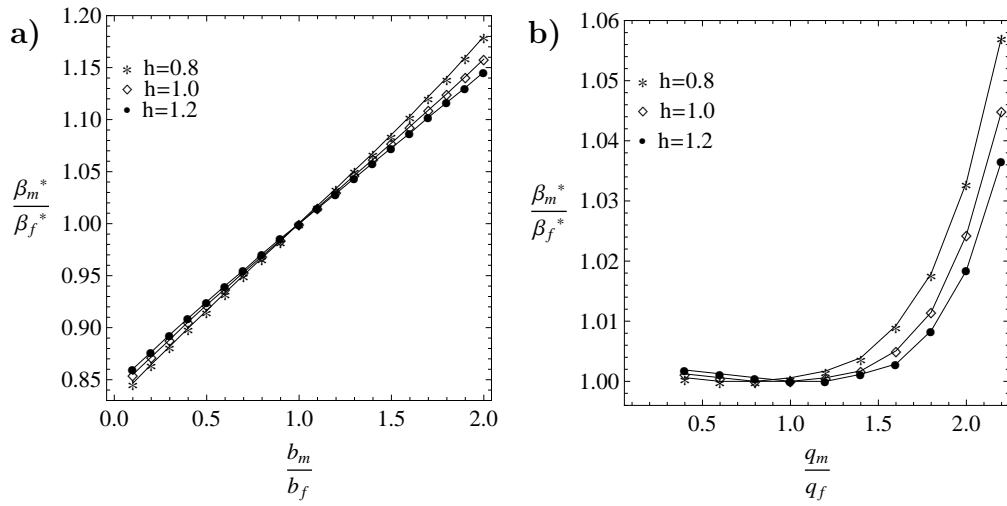 a)
1.20
1.15
1.10
1.05
1.00
0.95
0.90
0.85
* h=0.8
◇ h=1.0
● h=1.2
βm*
βf*
0.0 0.5 1.0 1.5 2.0
bm
bf
b)
1.06
1.05
1.04
1.03
1.02
1.01
1.00
* h=0.8
◇ h=1.0
● h=1.2
βm*
βf*
0.5 1.0 1.5 2.0
qm
qf